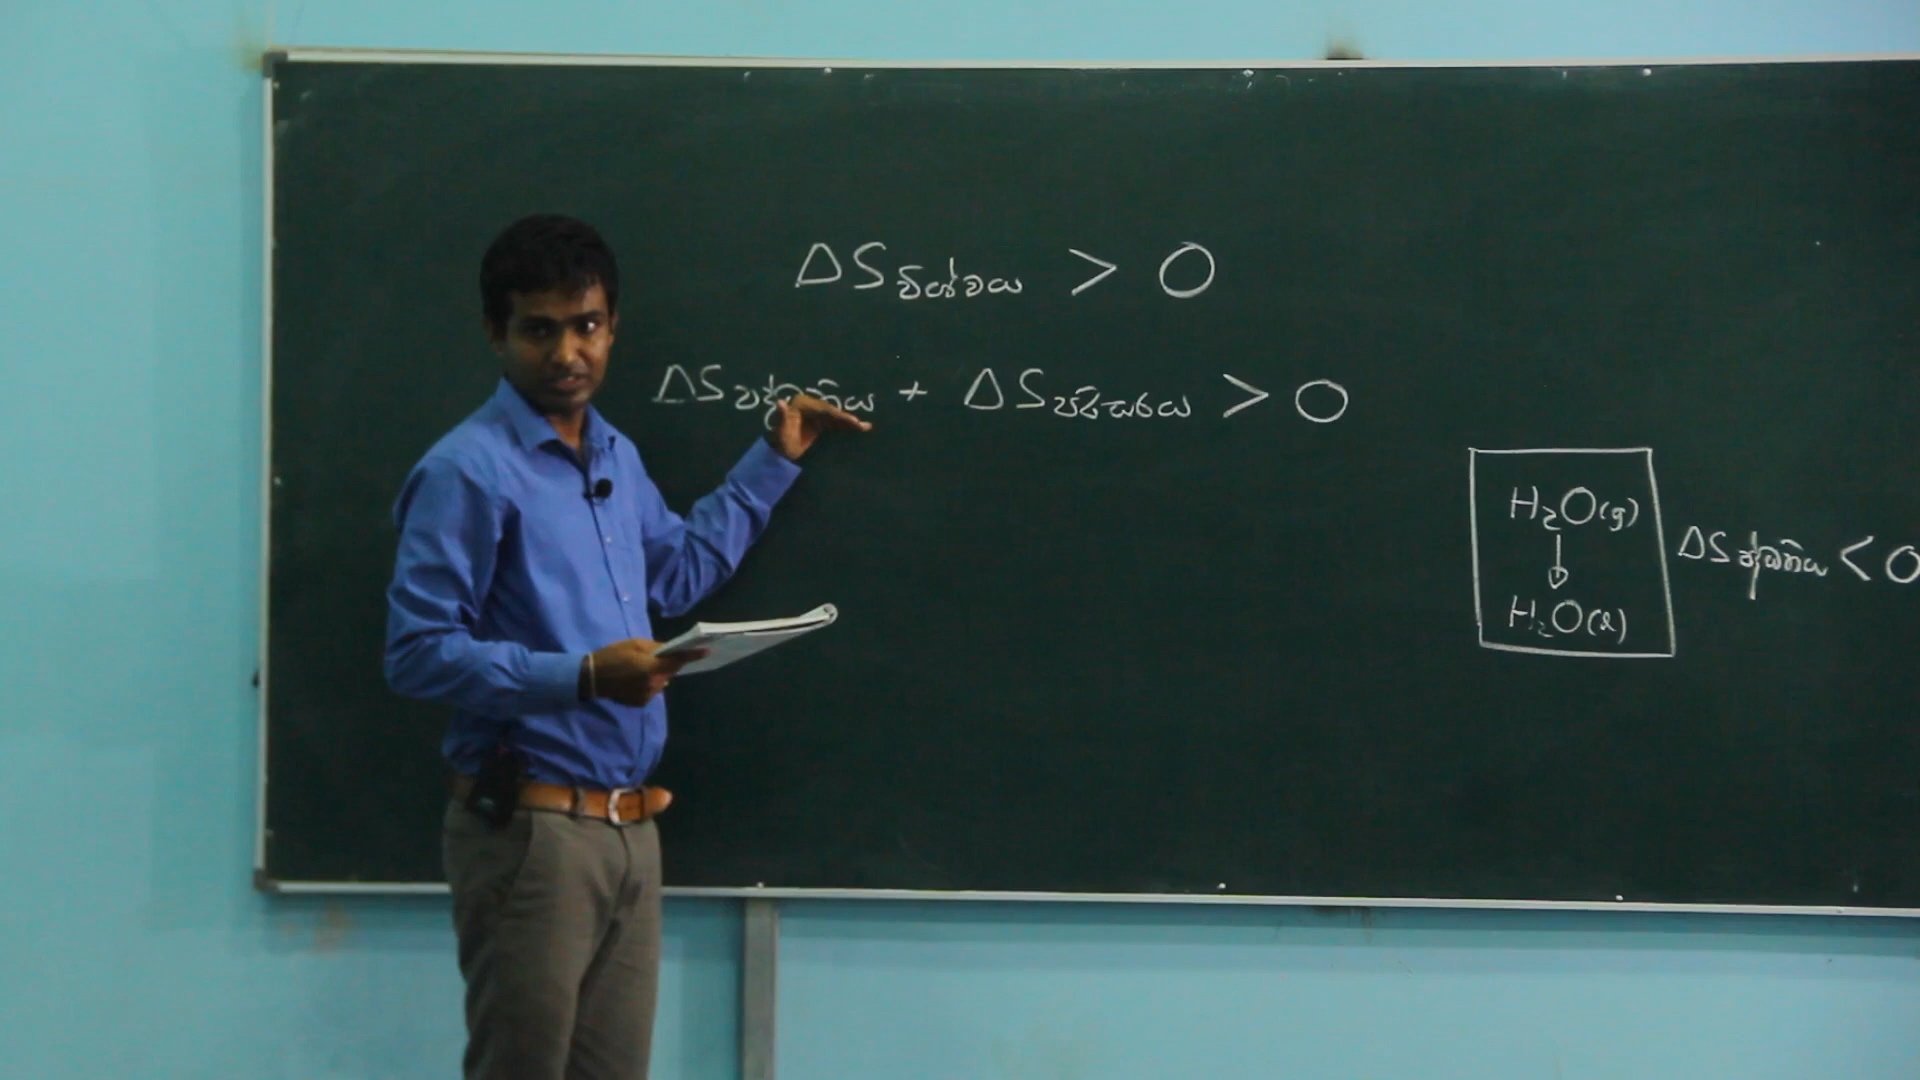 ΔS විශ්වය > 0
ΔS පද්ධතිය + ΔS පරිසරය > 0
H₂O(g)
↓
H₂O(l)
ΔS පද්ධතිය < 0